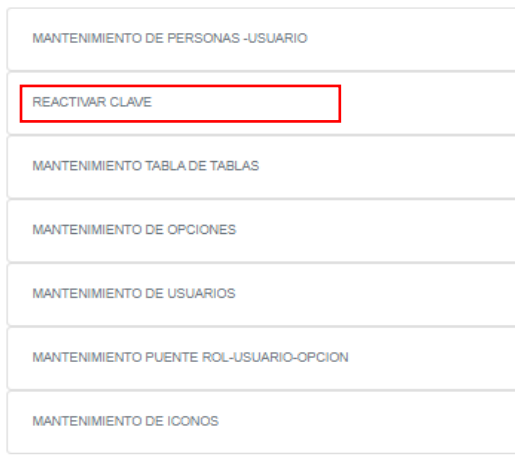 MANTENIMIENTO DE PERSONAS -USUARIO
REACTIVAR CLAVE
MANTENIMIENTO TABLA DE TABLAS
MANTENIMIENTO DE OPCIONES
MANTENIMIENTO DE USUARIOS
MANTENIMIENTO PUENTE ROL-USUARIO-OPCION
MANTENIMIENTO DE ICONOS